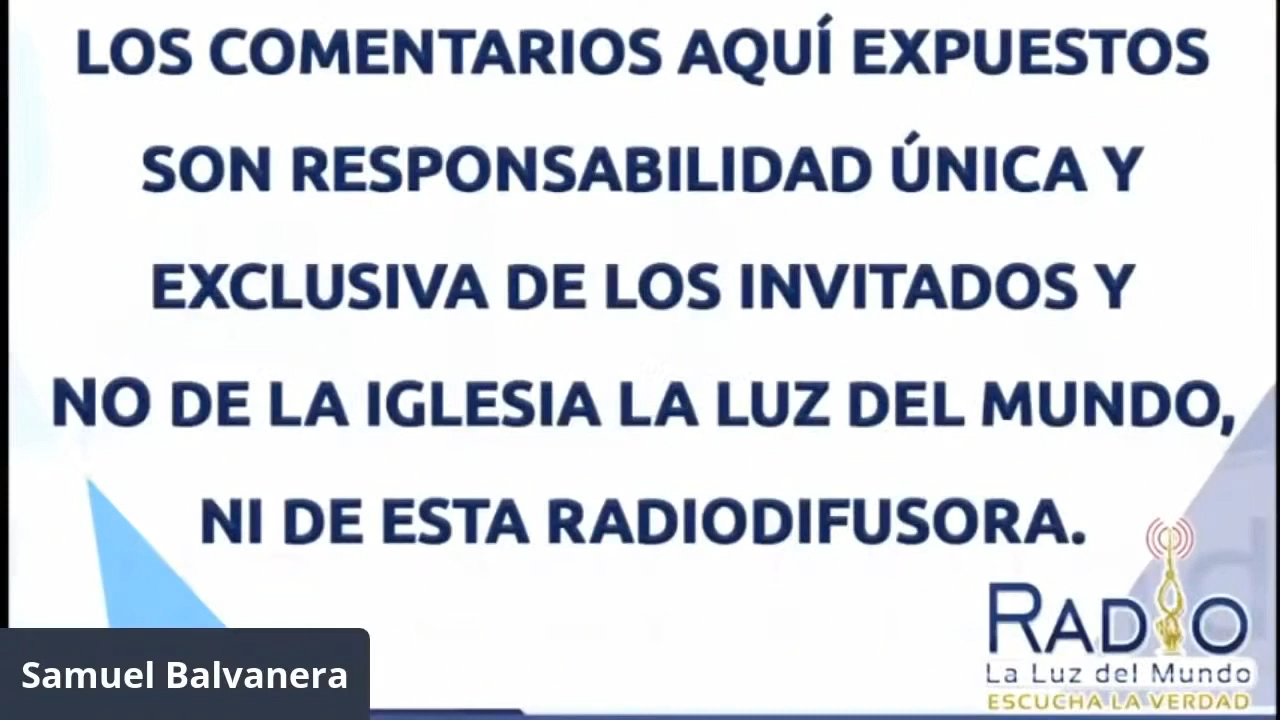 LOS COMENTARIOS AQUÍ EXPUESTOS
SON RESPONSABILIDAD ÚNICA Y
EXCLUSIVA DE LOS INVITADOS Y
NO DE LA IGLESIA LA LUZ DEL MUNDO,
NI DE ESTA RADIODIFUSORA.
RADIO
La Luz del Mundo
ESCUCHA LA VERDAD
Samuel Balvanera